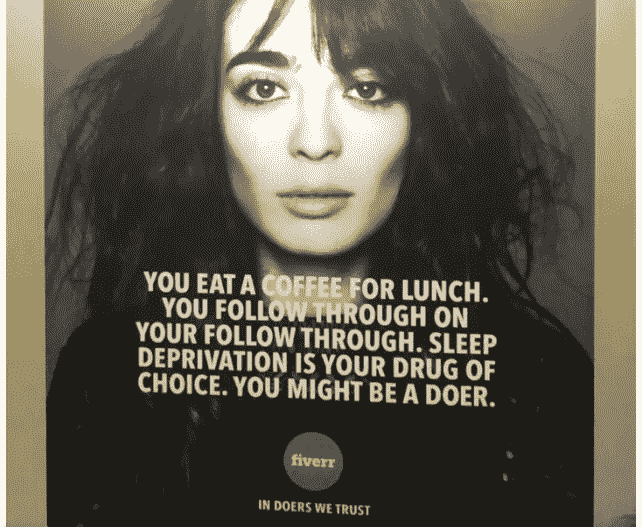 YOU EAT A COFFEE FOR LUNCH.
YOU FOLLOW THROUGH ON
YOUR FOLLOW THROUGH. SLEEP
DEPRIVATION IS YOUR DRUG OF
CHOICE. YOU MIGHT BE A DOER.
fiverr
IN DOERS WE TRUST